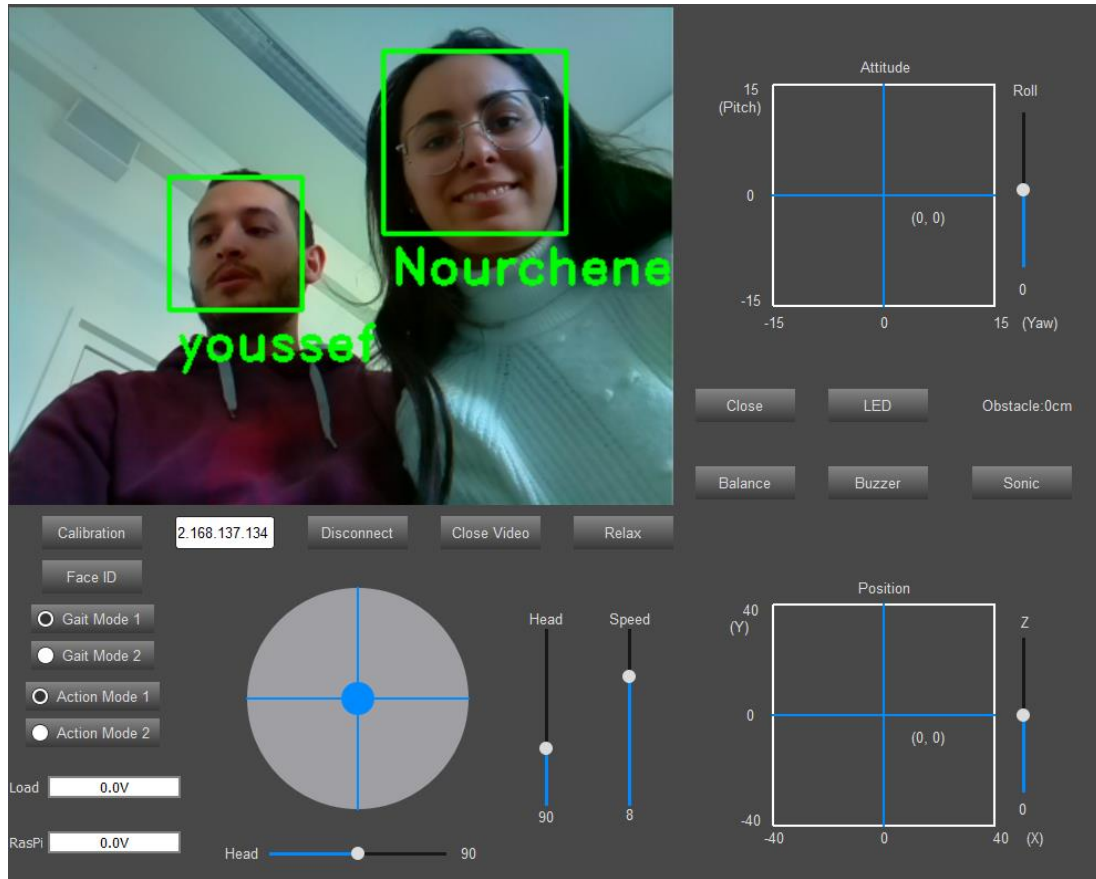 Nourchene
youssef
Attitude
15
(Pitch)
0
-15
-15
0
15
(Yaw)
(0, 0)
Roll
0
Close
LED
Obstacle:0cm
Balance
Buzzer
Sonic
Calibration
2.168.137.134
Disconnect
Close Video
Relax
Face ID
Gait Mode 1
Gait Mode 2
Action Mode 1
Action Mode 2
Load
0.0V
RasPi
0.0V
Head
90
Head
90
Speed
8
Position
40
(Y)
0
-40
-40
0
40
(X)
(0, 0)
Z
0